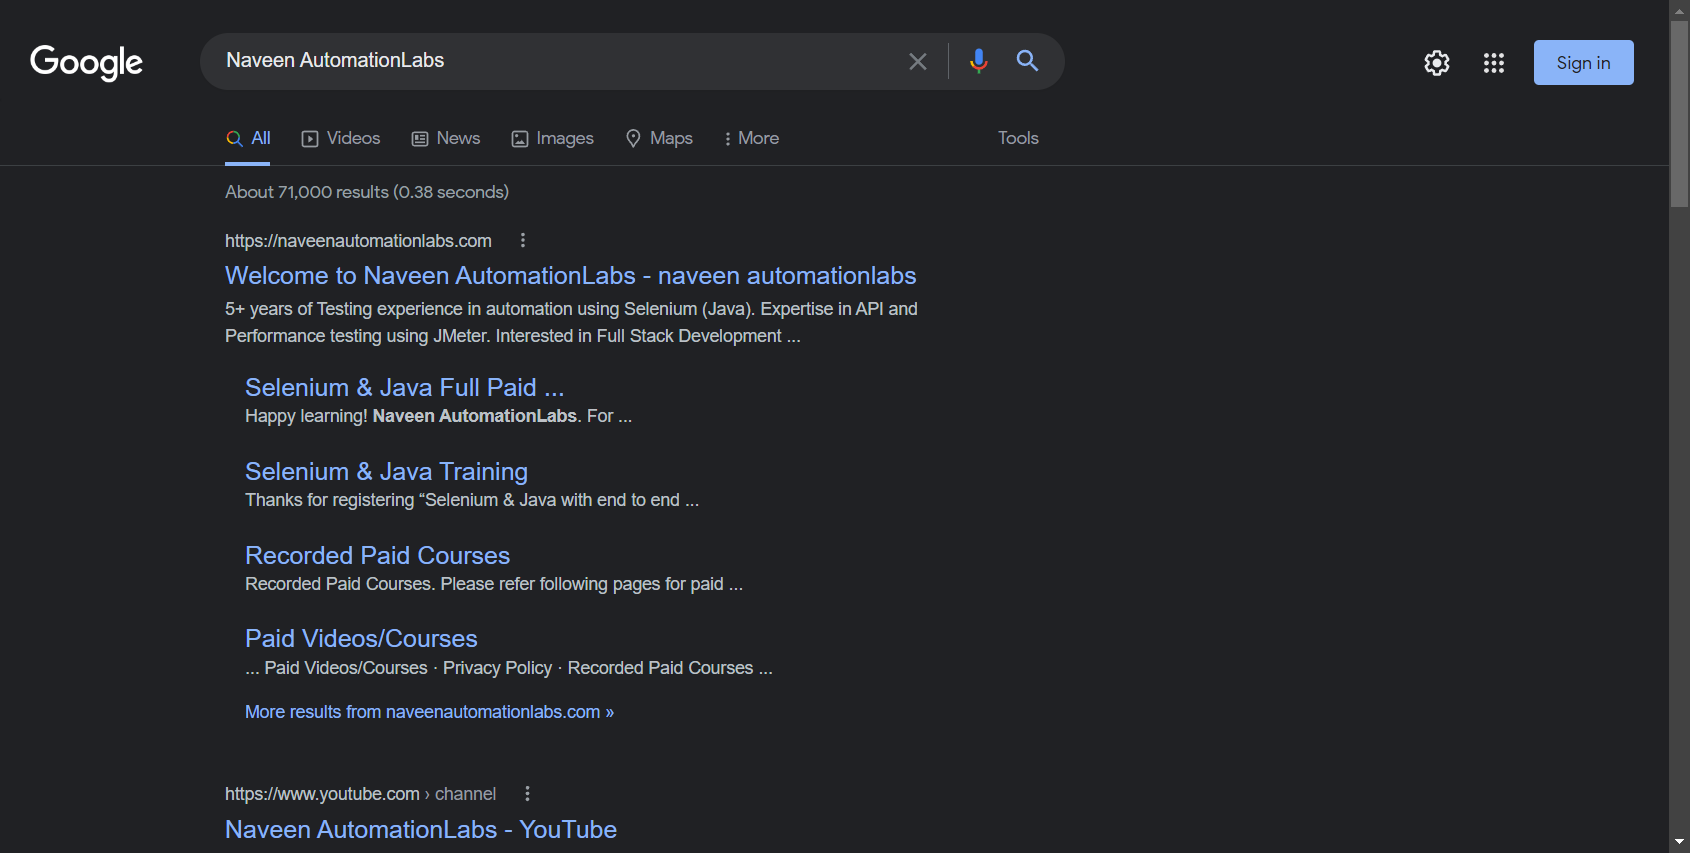 Google
Naveen AutomationLabs
Sign in
All Videos News Images Maps More Tools
About 71,000 results (0.38 seconds)
https://naveenautomationlabs.com
Welcome to Naveen AutomationLabs - naveen automationlabs
5+ years of Testing experience in automation using Selenium (Java). Expertise in API and
Performance testing using JMeter. Interested in Full Stack Development ...
Selenium & Java Full Paid ...
Happy learning! Naveen AutomationLabs. For ...
Selenium & Java Training
Thanks for registering “Selenium & Java with end to end ...
Recorded Paid Courses
Recorded Paid Courses. Please refer following pages for paid ...
Paid Videos/Courses
... Paid Videos/Courses · Privacy Policy · Recorded Paid Courses ...
More results from naveenautomationlabs.com »
https://www.youtube.com › channel
Naveen AutomationLabs - YouTube